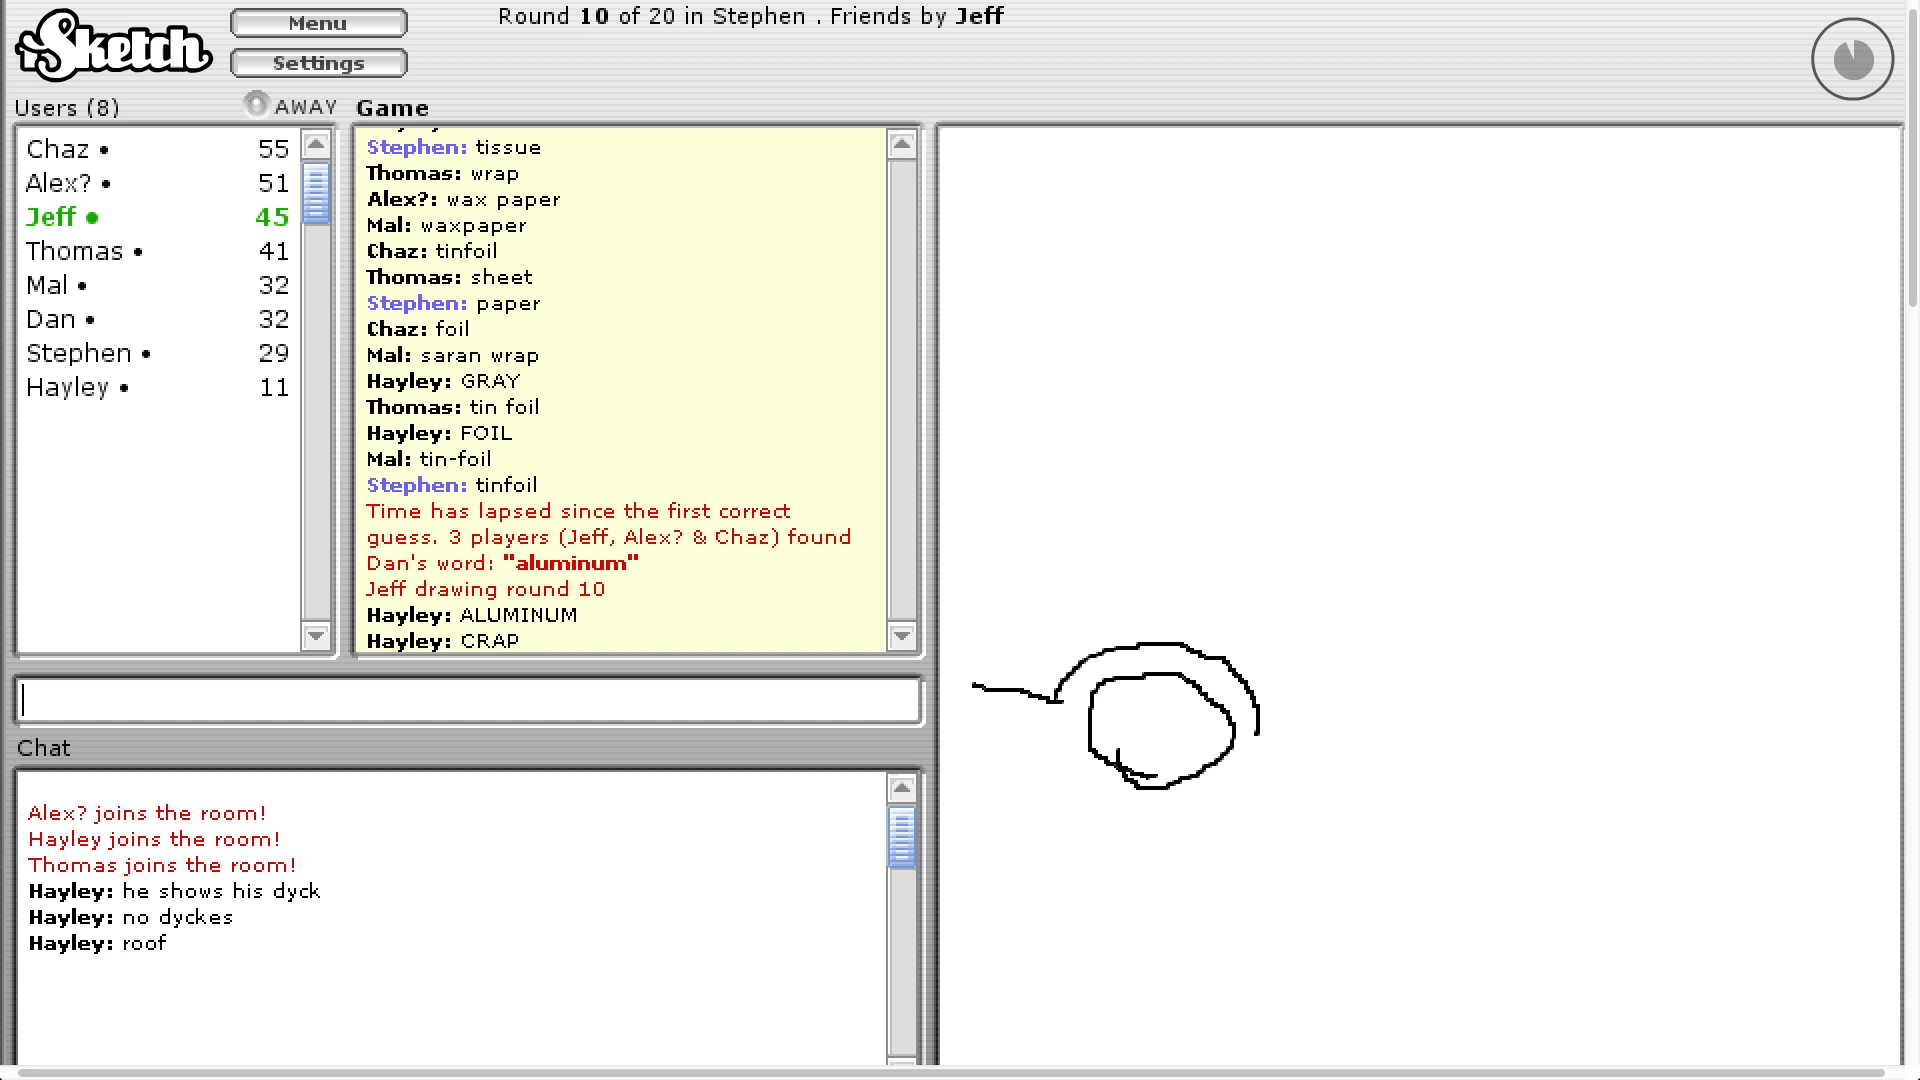 iSketch
Menu
Settings
Round 10 of 20 in Stephen . Friends by Jeff
Users (8)
AWAY
Game
Chaz • 55
Alex? • 51
Jeff • 45
Thomas • 41
Mal • 32
Dan • 32
Stephen • 29
Hayley • 11
Stephen: tissue
Thomas: wrap
Alex?: wax paper
Mal: waxpaper
Chaz: tinfoil
Thomas: sheet
Stephen: paper
Chaz: foil
Mal: saran wrap
Hayley: GRAY
Thomas: tin foil
Hayley: FOIL
Mal: tin-foil
Stephen: tinfoil
Time has lapsed since the first correct
guess. 3 players (Jeff, Alex? & Chaz) found
Dan's word: "aluminum"
Jeff drawing round 10
Hayley: ALUMINUM
Hayley: CRAP
Chat
Alex? joins the room!
Hayley joins the room!
Thomas joins the room!
Hayley: he shows his dyck
Hayley: no dyckes
Hayley: roof